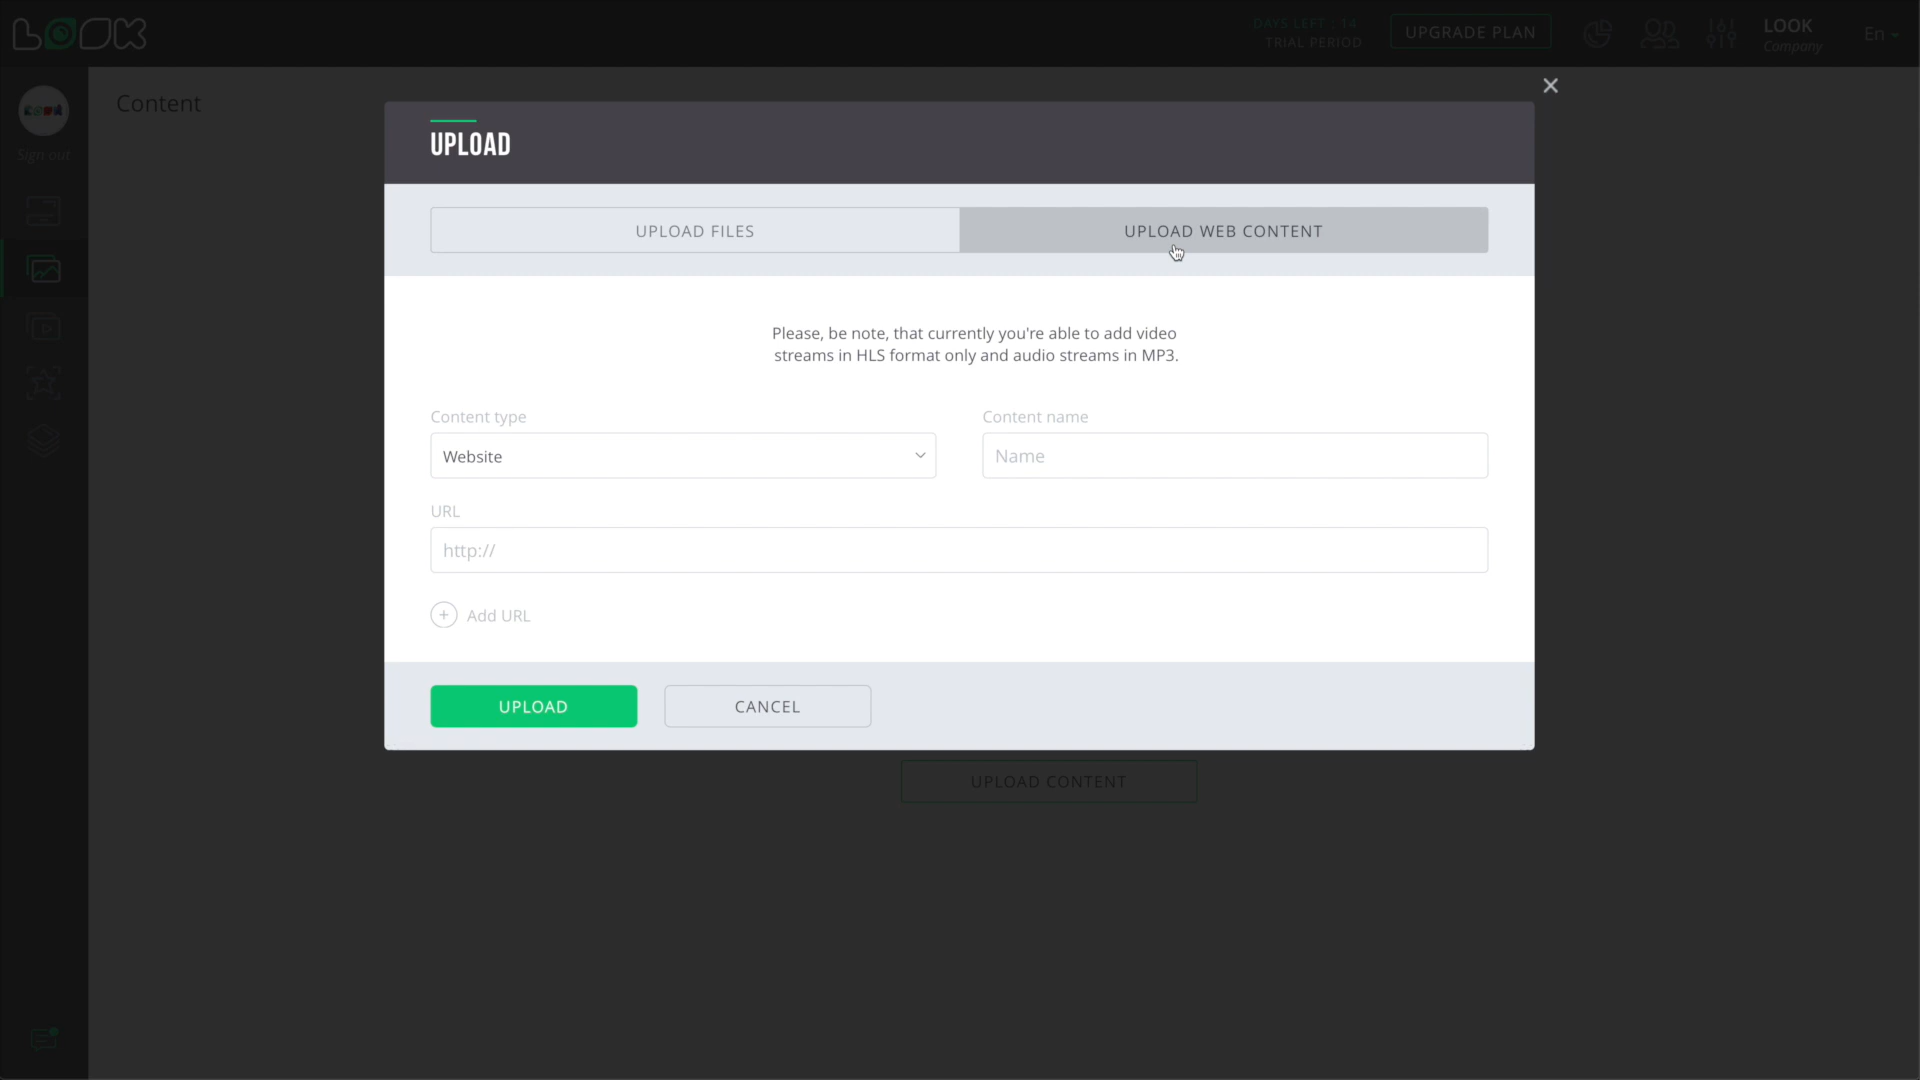 LOOK
DAYS LEFT : 14
TRIAL PERIOD
UPGRADE PLAN
LOOK
Company
En
Content
Sign out
UPLOAD
UPLOAD FILES
UPLOAD WEB CONTENT
Please, be note, that currently you're able to add video
streams in HLS format only and audio streams in MP3.
Content type
Content name
Website
Name
URL
http://
Add URL
UPLOAD
CANCEL
UPLOAD CONTENT